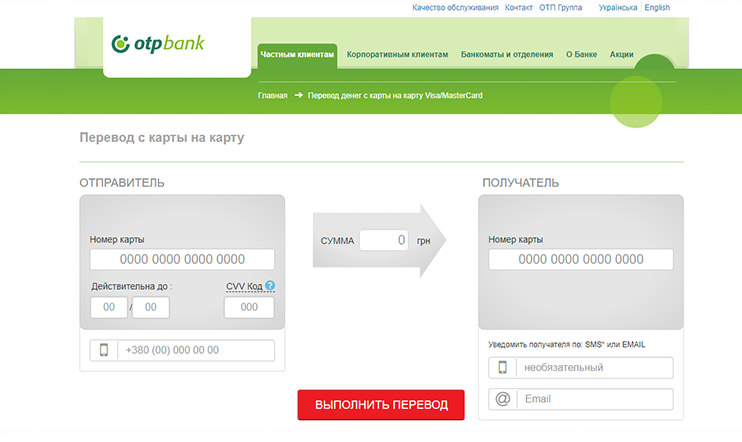 Качество обслуживания Контакт ОТП Группа Українська English
otpbank
Частным клиентам Корпоративным клиентам Банкоматы и отделения О Банке Акции
Главная → Перевод денег с карты на карту Visa/MasterCard
Перевод с карты на карту
ОТПРАВИТЕЛЬ
Номер карты
0000 0000 0000 0000
Действительна до : CVV Код ?
00 / 00 000
+380 (00) 000 00 00
СУММА 0 грн
ПОЛУЧАТЕЛЬ
Номер карты
0000 0000 0000 0000
Уведомить получателя по: SMS* или EMAIL
необязательный
@ Email
ВЫПОЛНИТЬ ПЕРЕВОД